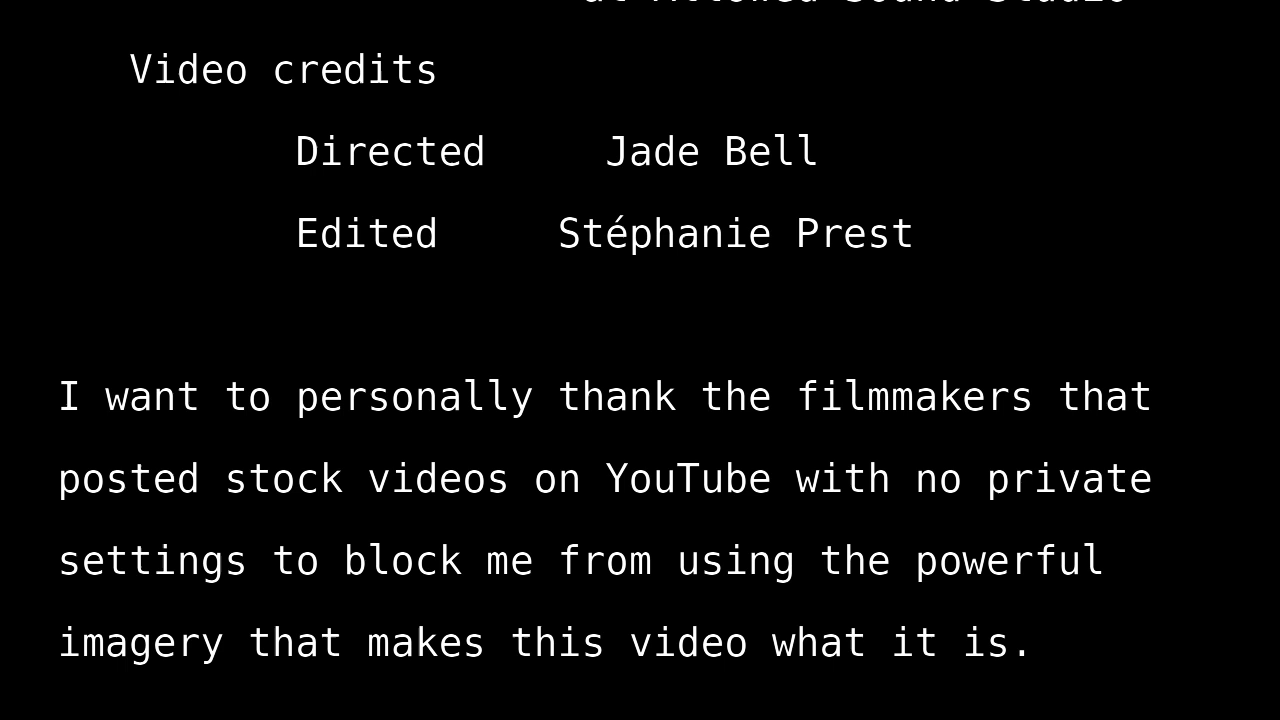 Sound Studio
Video credits
Directed Jade Bell
Edited Stéphanie Prest
I want to personally thank the filmmakers that
posted stock videos on YouTube with no private
settings to block me from using the powerful
imagery that makes this video what it is.